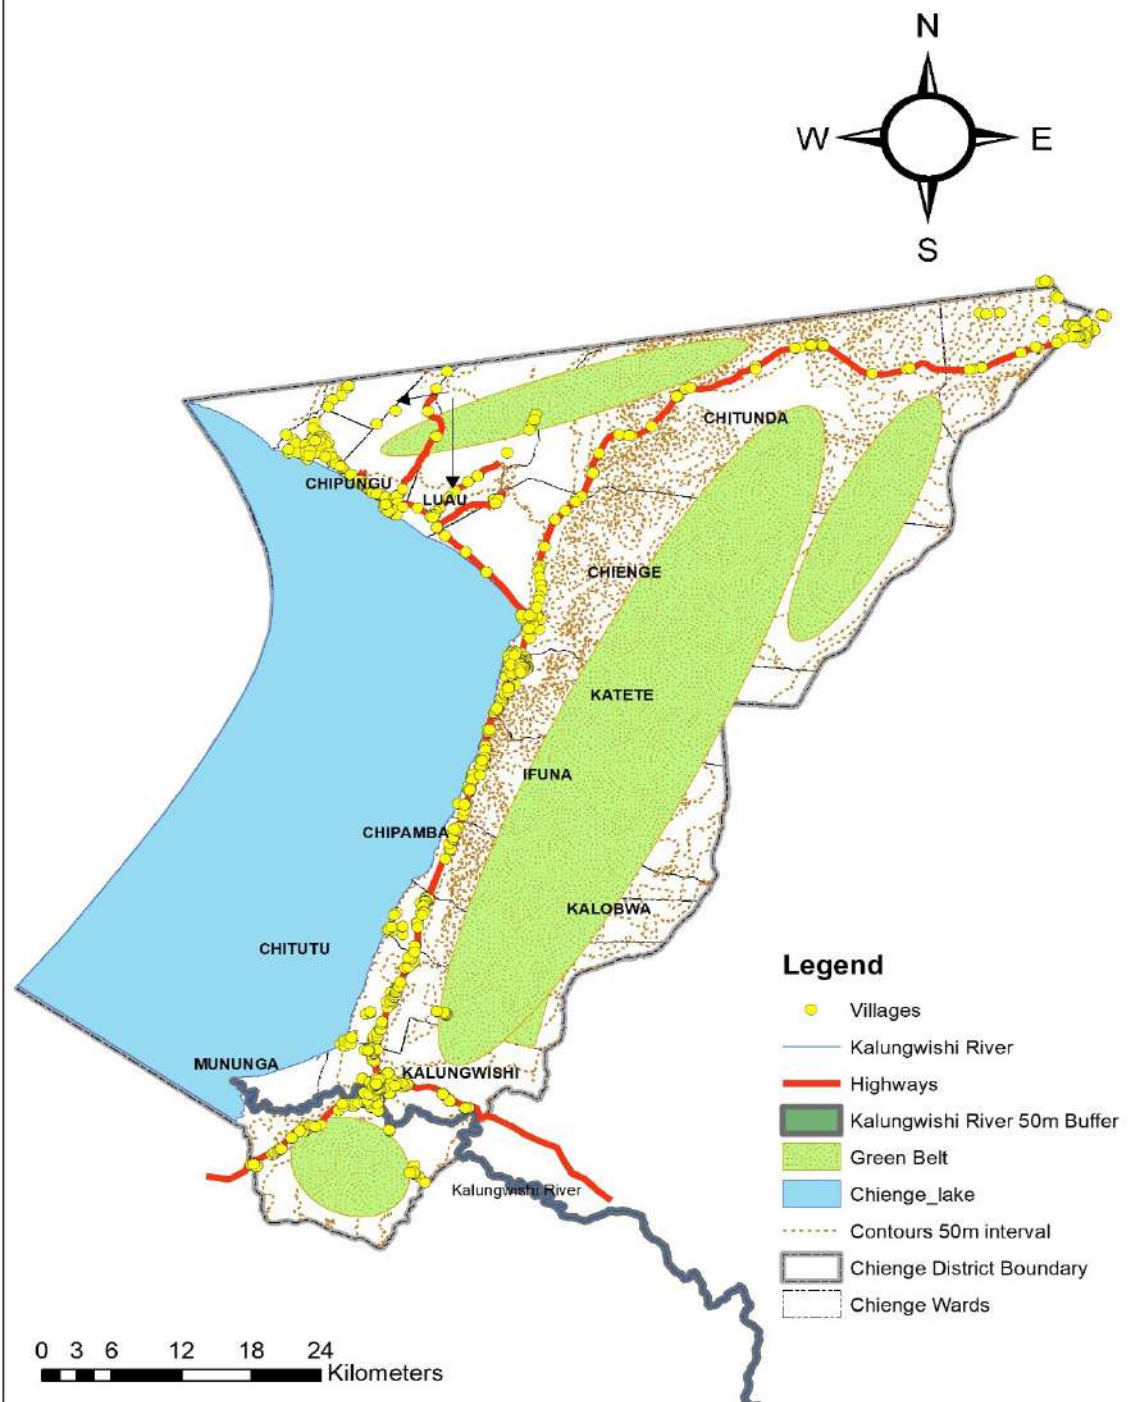 N
W
E
S
CHITUNDA
CHIPUNGU
LUAU
CHIENGE
KATETE
IFUNA
CHIPAMBA
KALOBWA
CHITUTU
MUNUNGA
KALUNGWISHI
Kalungwishi River
Legend
Villages
Kalungwishi River
Highways
Kalungwishi River 50m Buffer
Green Belt
Chienge_lake
Contours 50m interval
Chienge District Boundary
Chienge Wards
0 3 6 12 18 24
Kilometers